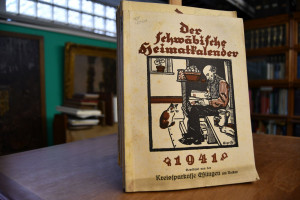 Der
schwäbische
Heimatkalender
1941
Kreissparkasse Esslingen am Neckar